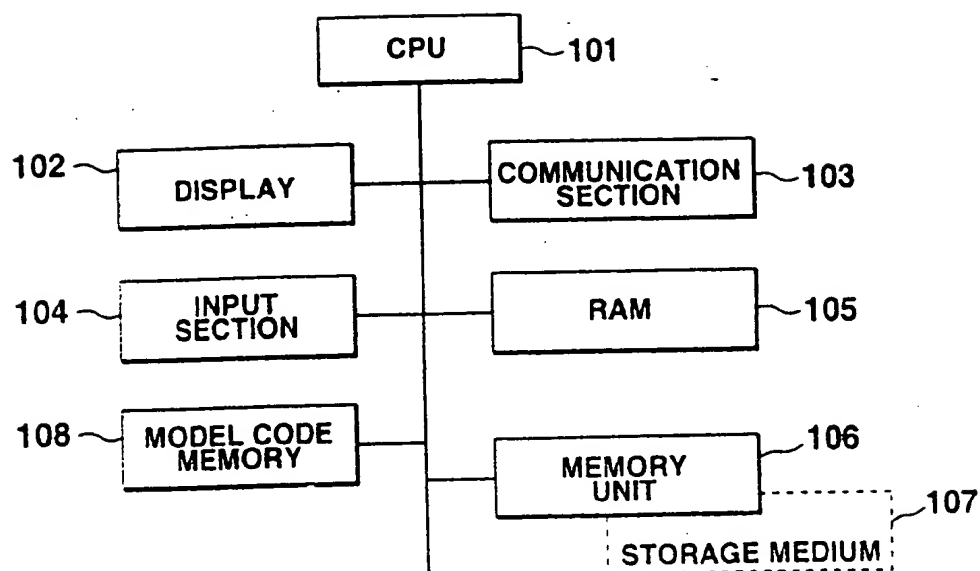 CPU
101
102
DISPLAY
COMMUNICATION
SECTION
103
104
INPUT
SECTION
RAM
105
108
MODEL CODE
MEMORY
106
MEMORY
UNIT
107
STORAGE MEDIUM